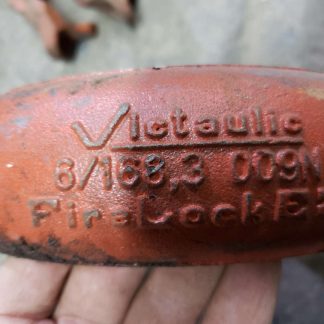 Victaulic
6/168,3 009N
FireLock E